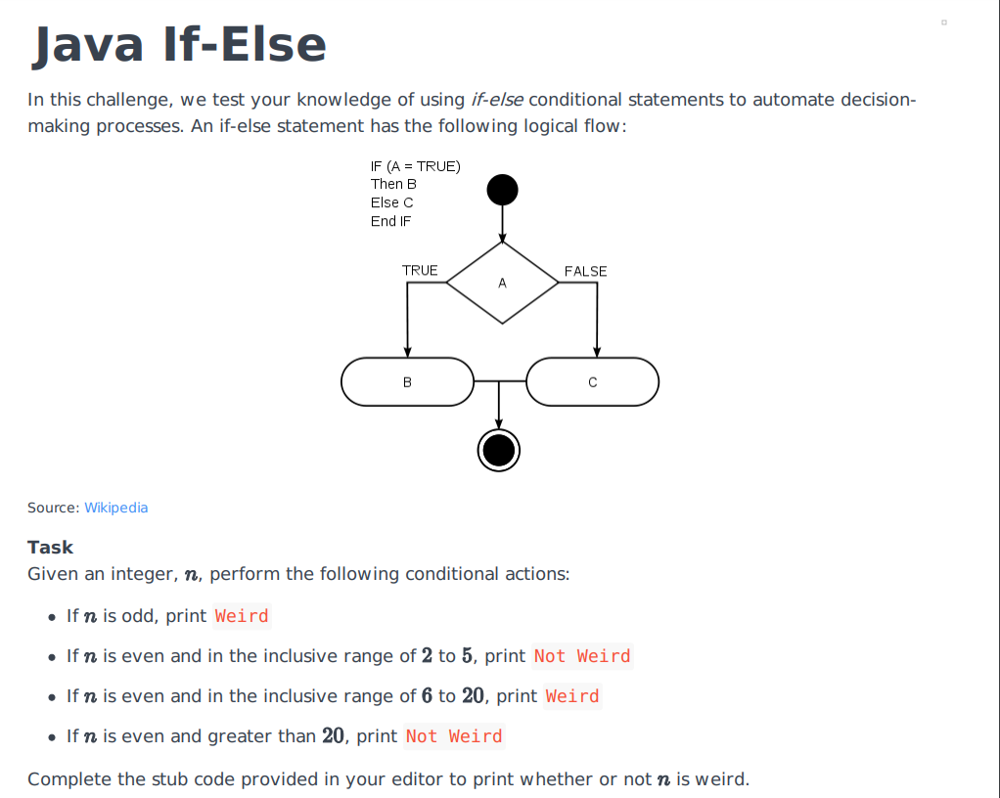 Java If-Else
In this challenge, we test your knowledge of using if-else conditional statements to automate decision-
making processes. An if-else statement has the following logical flow:
IF (A = TRUE)
Then B
Else C
End IF
TRUE
FALSE
A
B
C
Source: Wikipedia
Task
Given an integer, n, perform the following conditional actions:
• If n is odd, print Weird
• If n is even and in the inclusive range of 2 to 5, print Not Weird
• If n is even and in the inclusive range of 6 to 20, print Weird
• If n is even and greater than 20, print Not Weird
Complete the stub code provided in your editor to print whether or not n is weird.